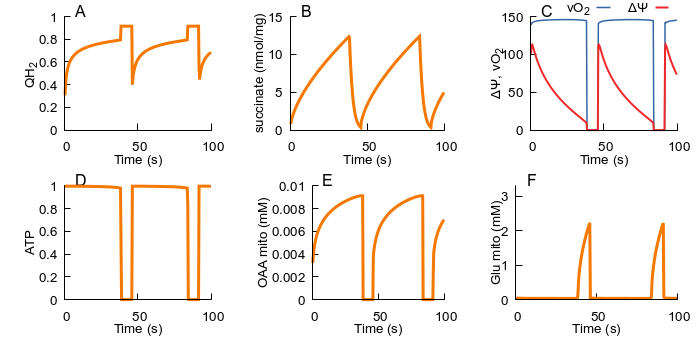 A
1
0.8
0.6
0.4
0.2
0
QH2
0 50 100
Time (s)
B
15
10
5
0
succinate (nmol/mg)
0 50 100
Time (s)
C
vO2 ΔΨ
150
100
50
0
ΔΨ, vO2
0 50 100
Time (s)
D
1
0.8
0.6
0.4
0.2
0
ATP
0 50 100
Time (s)
E
0.01
0.008
0.006
0.004
0.002
0
OAA mito (mM)
0 50 100
Time (s)
F
3
2
1
0
Glu mito (mM)
0 50 100
Time (s)